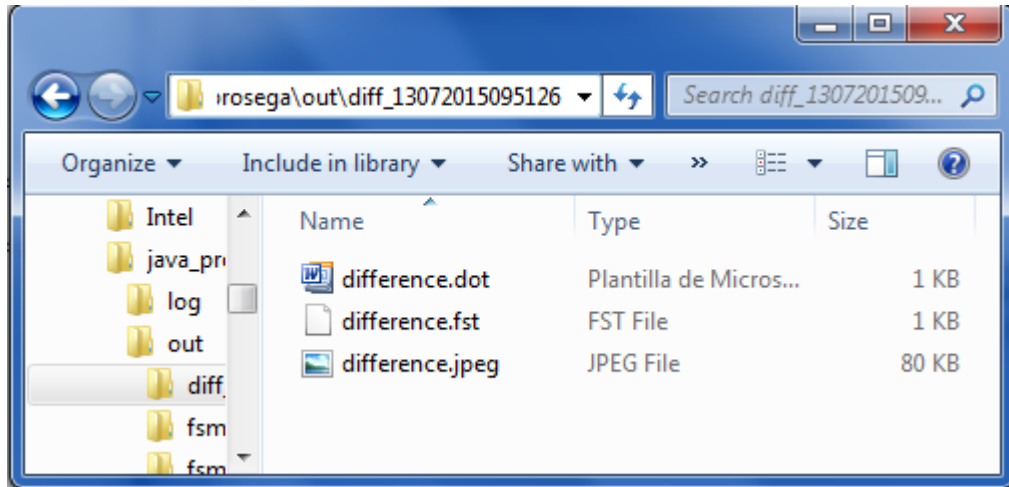 rosega\out\diff_13072015095126 Search diff_1307201509...
Organize Include in library Share with »
Name Type Size
Intel
java_pr
log
out
diff_
fsm
fsm
difference.dot Plantilla de Micros... 1 KB
difference.fst FST File 1 KB
difference.jpeg JPEG File 80 KB